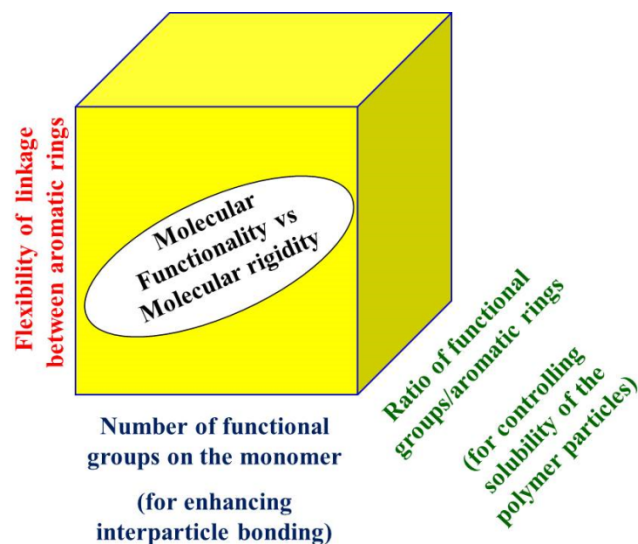 Flexibility of linkage
between aromatic rings
Molecular
Functionality vs
Molecular rigidity
Number of functional
groups on the monomer
(for enhancing
interparticle bonding)
Ratio of functional
groups/aromatic rings
(for controlling
solubility of the
polymer particles)